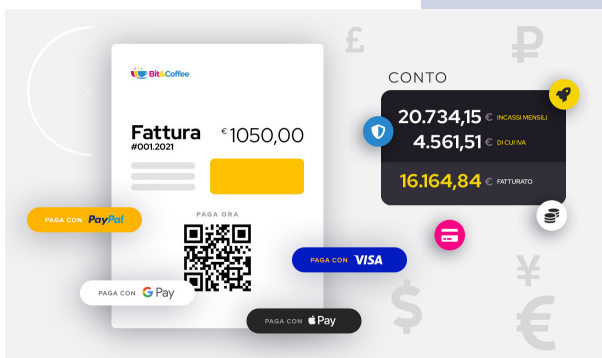 Bit&Coffee
Fattura
#001.2021
€1050,00
PAGA ORA
PAGA CON PayPal
PAGA CON G Pay
PAGA CON VISA
PAGA CON Pay
£
₽
CONTO
20.734,15 € INCASSI MENSILI
4.561,51 € DI CUI IVA
16.164,84 € FATTURATO
¥
$
€